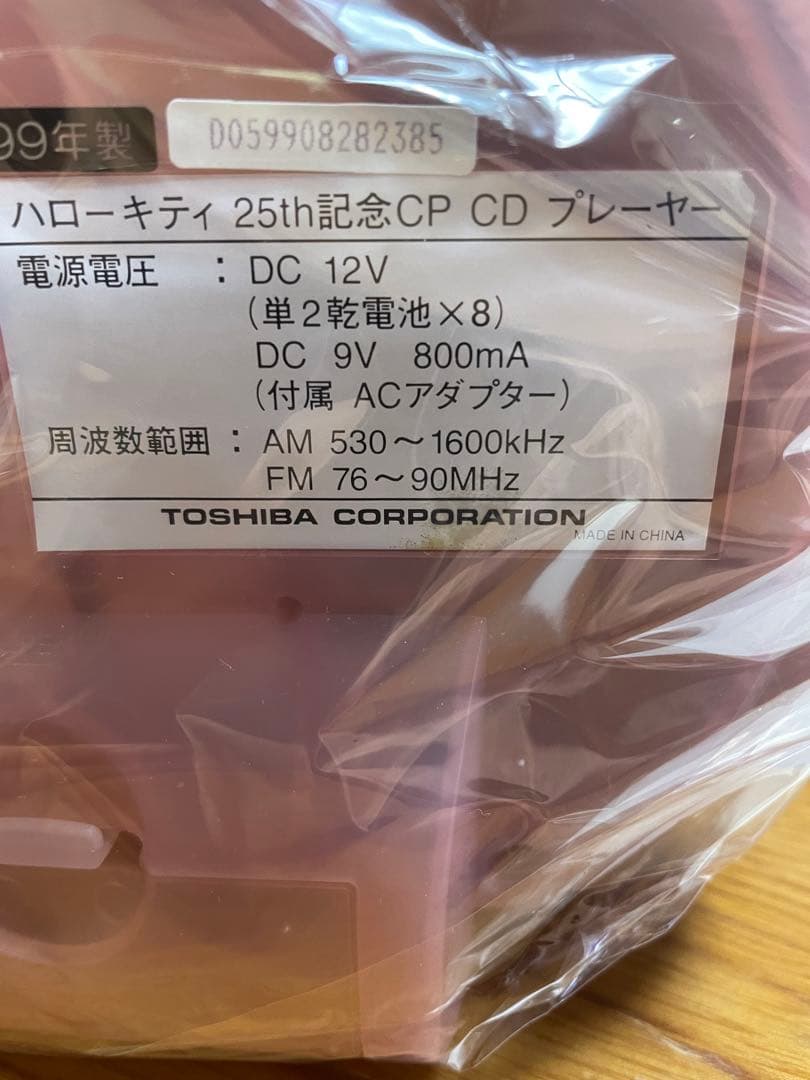 99年製
D059908282385
ハローキティ 25th記念CP CD プレーヤー
電源電圧 : DC 12V
(単2乾電池×8)
DC 9V 800mA
(付属 ACアダプター)
周波数範囲 : AM 530～1600kHz
FM 76～90MHz
TOSHIBA CORPORATION
MADE IN CHINA